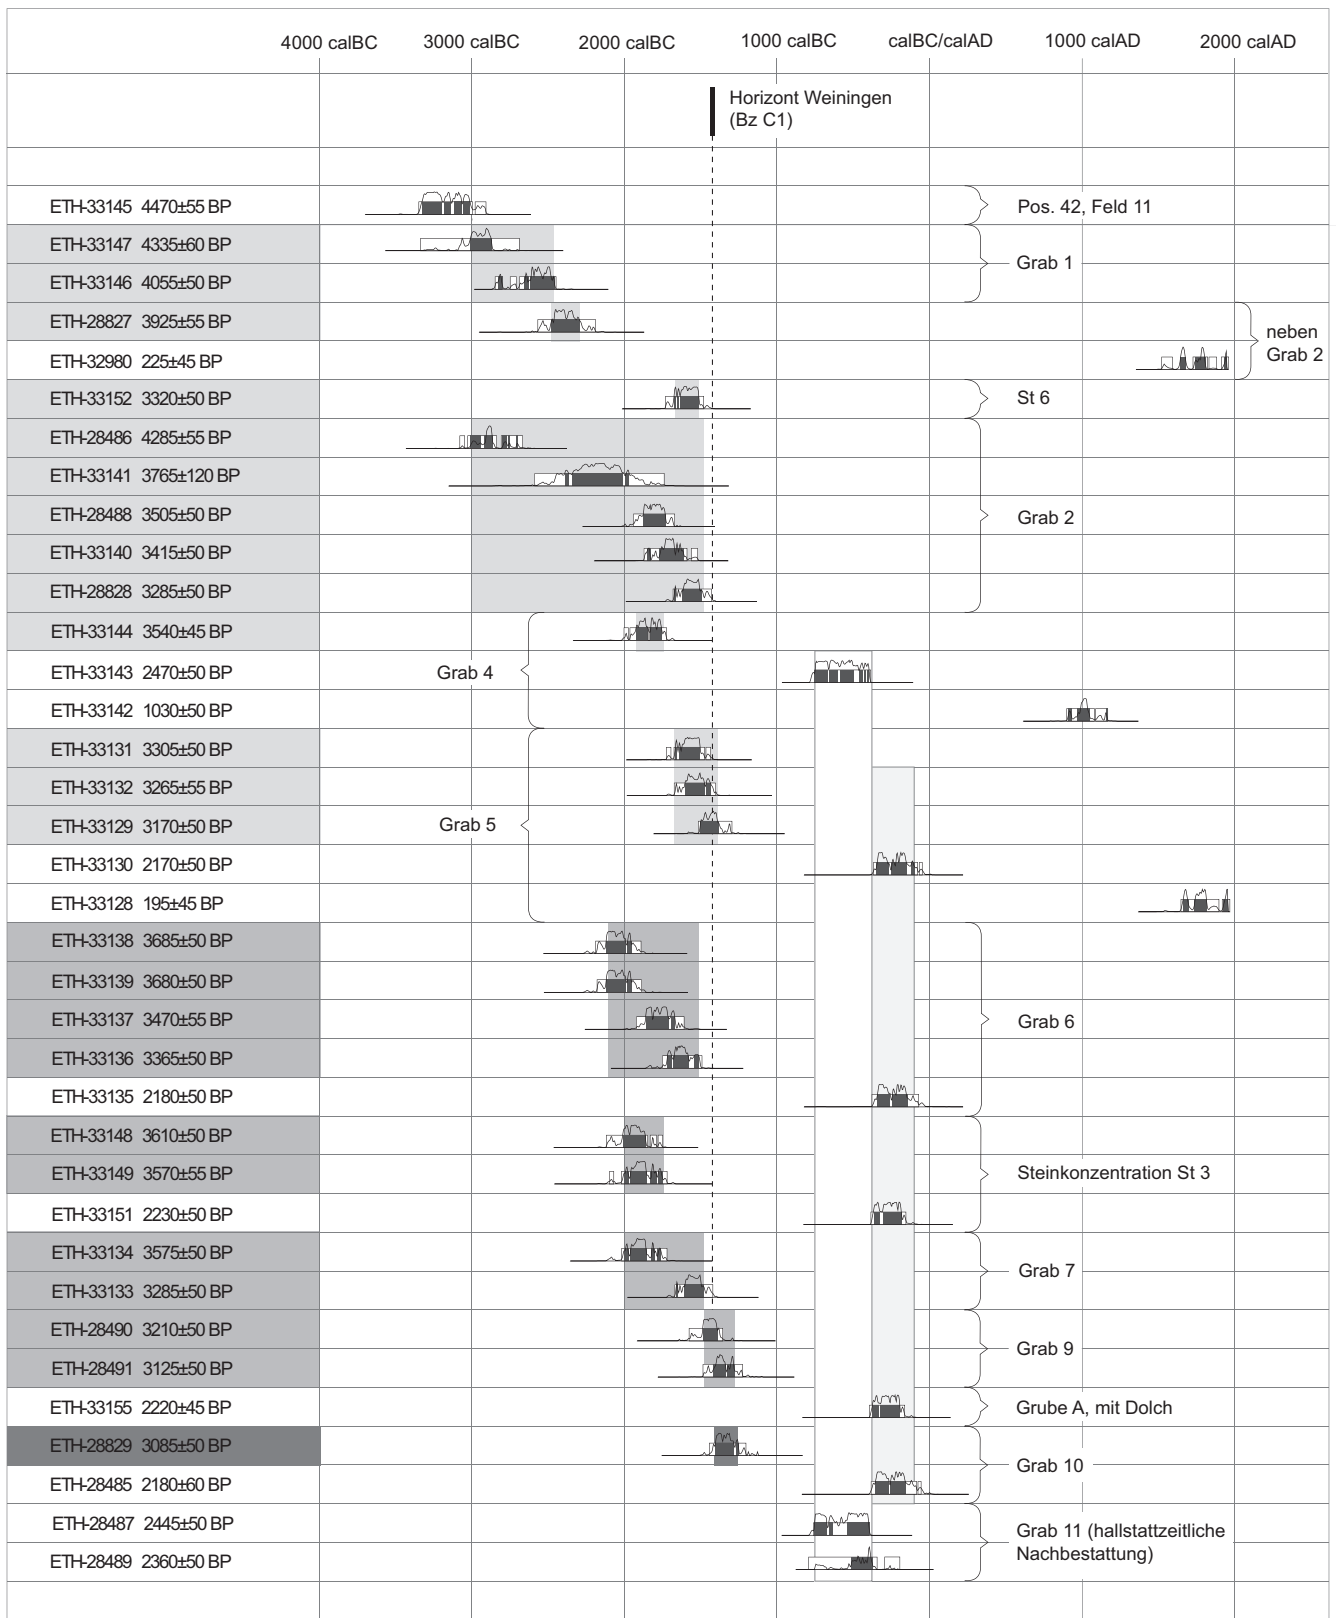 4000 calBC 3000 calBC 2000 calBC 1000 calBC calBC/calAD 1000 calAD 2000 calAD
Horizont Weiningen
(Bz C1)
ETH-33145 4470±55 BP Pos. 42, Feld 11
ETH-33147 4335±60 BP
Grab 1
ETH-33146 4055±50 BP
ETH-28827 3925±55 BP
neben
Grab 2
ETH-32980 225±45 BP
ETH-33152 3320±50 BP St 6
ETH-28486 4285±55 BP
ETH-33141 3765±120 BP
ETH-28488 3505±50 BP Grab 2
ETH-33140 3415±50 BP
ETH-28828 3285±50 BP
ETH-33144 3540±45 BP
ETH-33143 2470±50 BP Grab 4
ETH-33142 1030±50 BP
ETH-33131 3305±50 BP
ETH-33132 3265±55 BP
ETH-33129 3170±50 BP Grab 5
ETH-33130 2170±50 BP
ETH-33128 195±45 BP
ETH-33138 3685±50 BP
ETH-33139 3680±50 BP
ETH-33137 3470±55 BP Grab 6
ETH-33136 3365±50 BP
ETH-33135 2180±50 BP
ETH-33148 3610±50 BP
ETH-33149 3570±55 BP Steinkonzentration St 3
ETH-33151 2230±50 BP
ETH-33134 3575±50 BP
Grab 7
ETH-33133 3285±50 BP
ETH-28490 3210±50 BP
Grab 9
ETH-28491 3125±50 BP
ETH-33155 2220±45 BP Grube A, mit Dolch
ETH-28829 3085±50 BP
Grab 10
ETH-28485 2180±60 BP
ETH-28487 2445±50 BP
Grab 11 (hallstattzeitliche
Nachbestattung)
ETH-28489 2360±50 BP